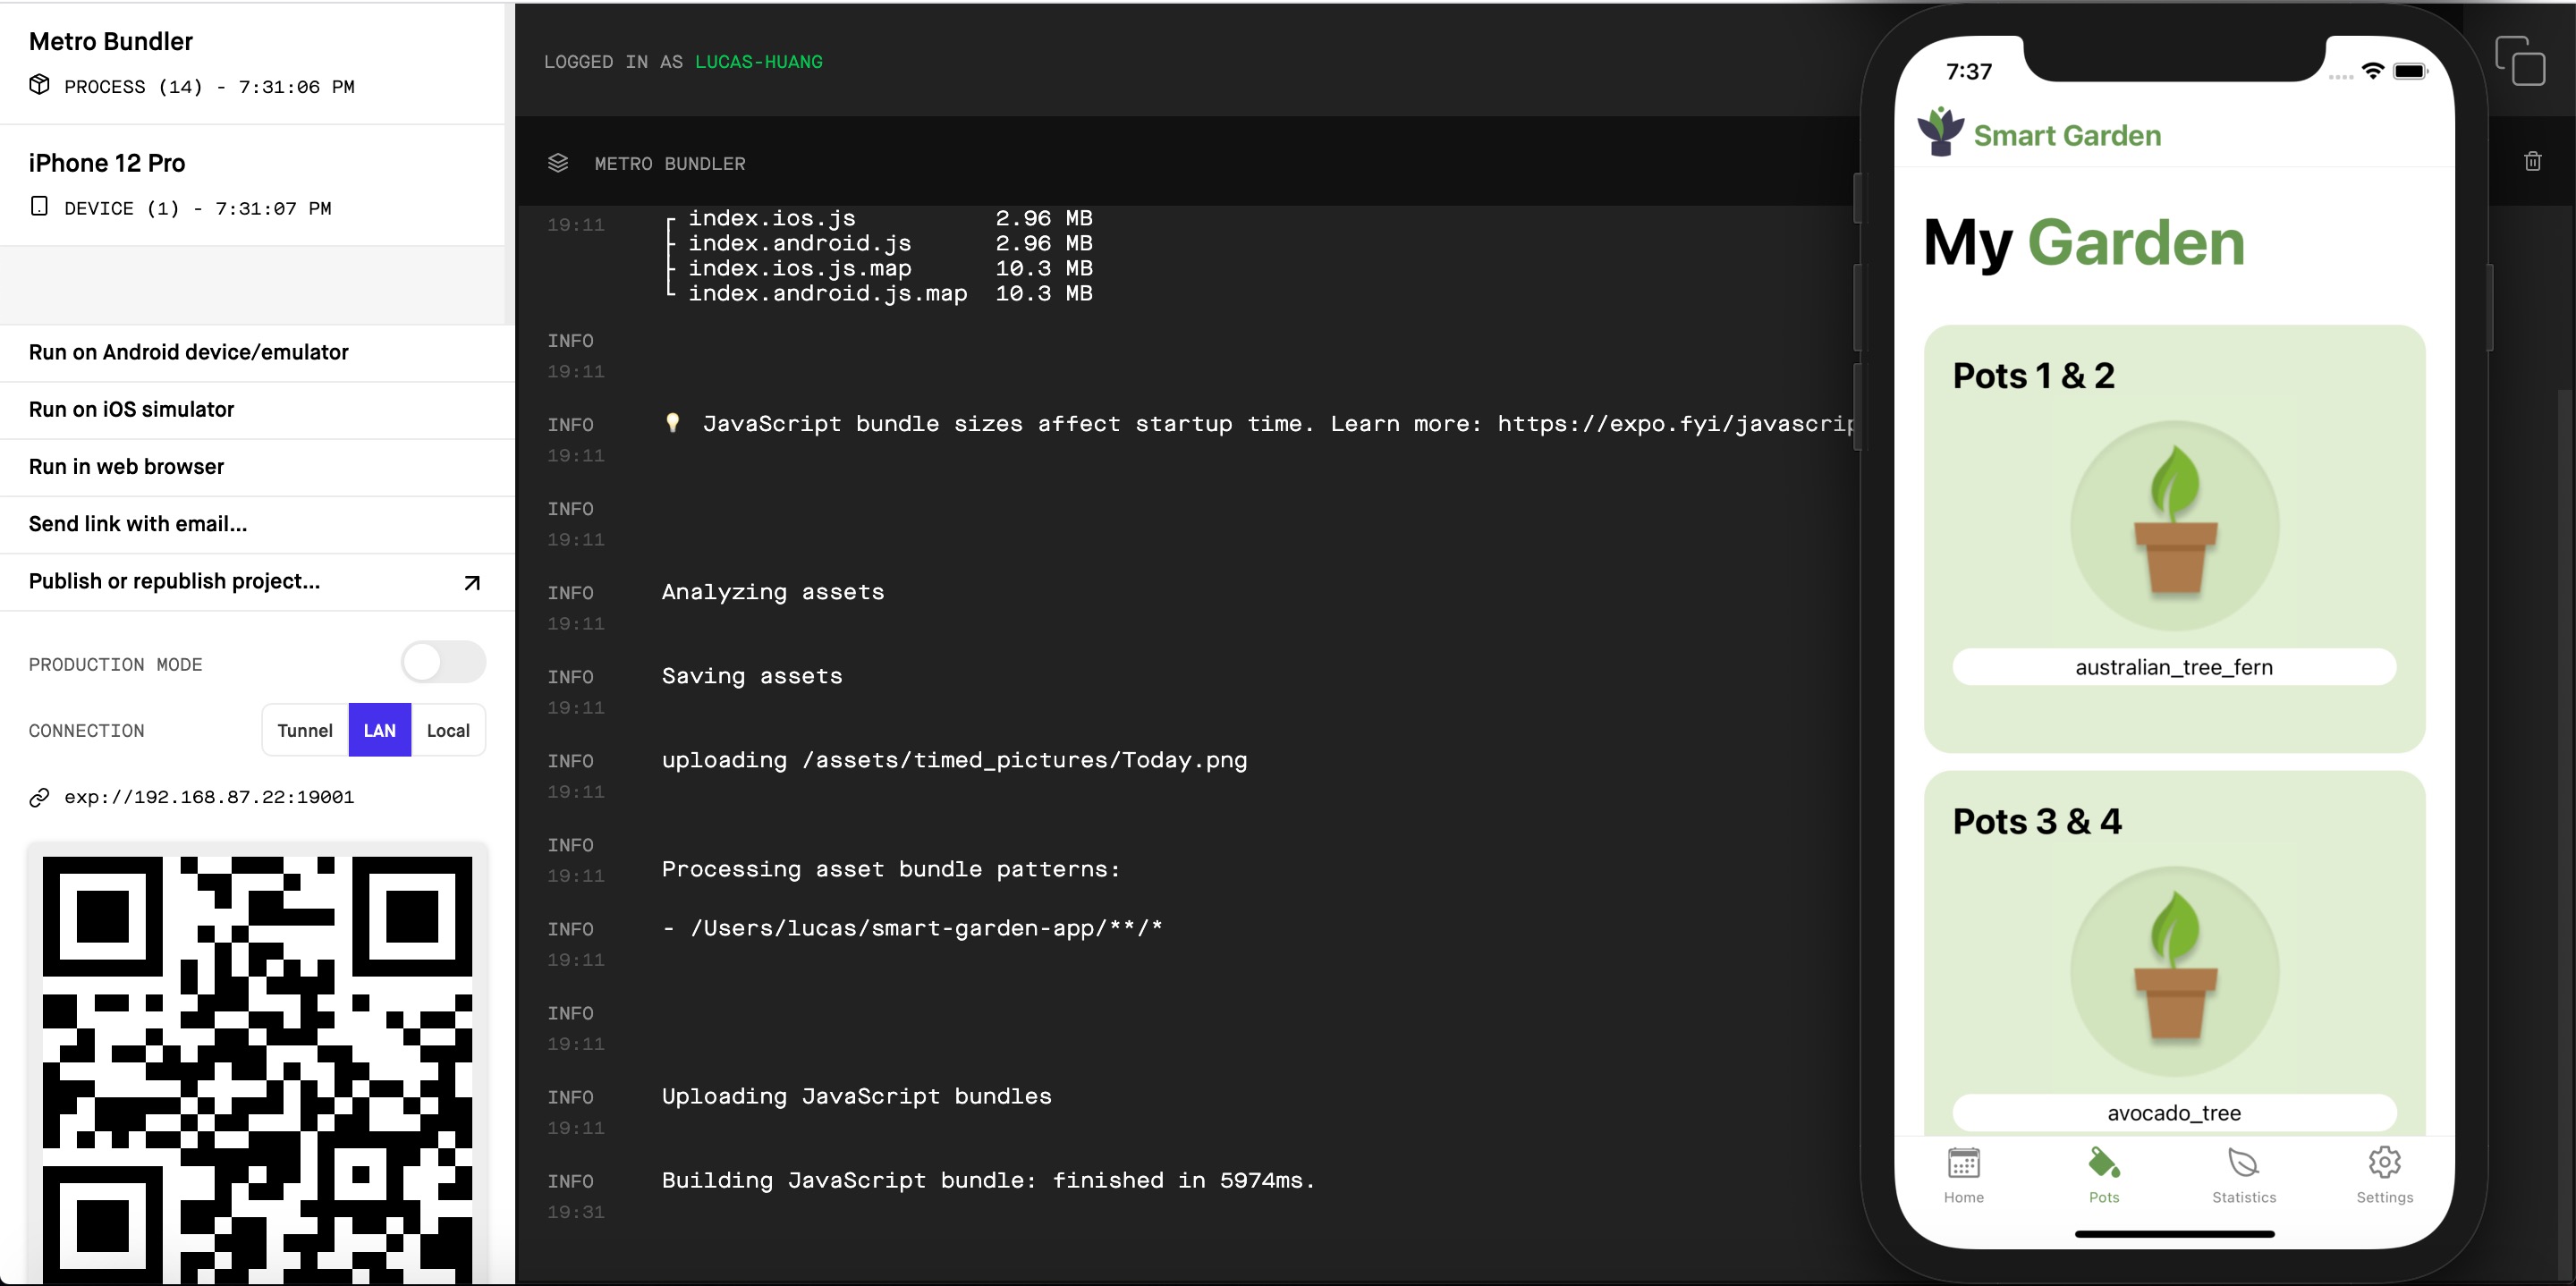 Metro Bundler
PROCESS (14) - 7:31:06 PM
iPhone 12 Pro
DEVICE (1) - 7:31:07 PM
Run on Android device/emulator
Run on iOS simulator
Run in web browser
Send link with email...
Publish or republish project...
PRODUCTION MODE
CONNECTION Tunnel LAN Local
exp://192.168.87.22:19001
LOGGED IN AS LUCAS-HUANG
METRO BUNDLER
19:11 index.ios.js 2.96 MB
index.android.js 2.96 MB
index.ios.js.map 10.3 MB
index.android.js.map 10.3 MB
INFO
19:11
INFO 💡 JavaScript bundle sizes affect startup time. Learn more: https://expo.fyi/javascrip
19:11
INFO
19:11
INFO Analyzing assets
19:11
INFO Saving assets
19:11
INFO uploading /assets/timed_pictures/Today.png
19:11
INFO
19:11 Processing asset bundle patterns:
INFO - /Users/lucas/smart-garden-app/**/*
19:11
INFO
19:11
INFO Uploading JavaScript bundles
19:11
INFO Building JavaScript bundle: finished in 5974ms.
19:31
7:37
Smart Garden
My Garden
Pots 1 & 2
australian_tree_fern
Pots 3 & 4
avocado_tree
Home Pots Statistics Settings